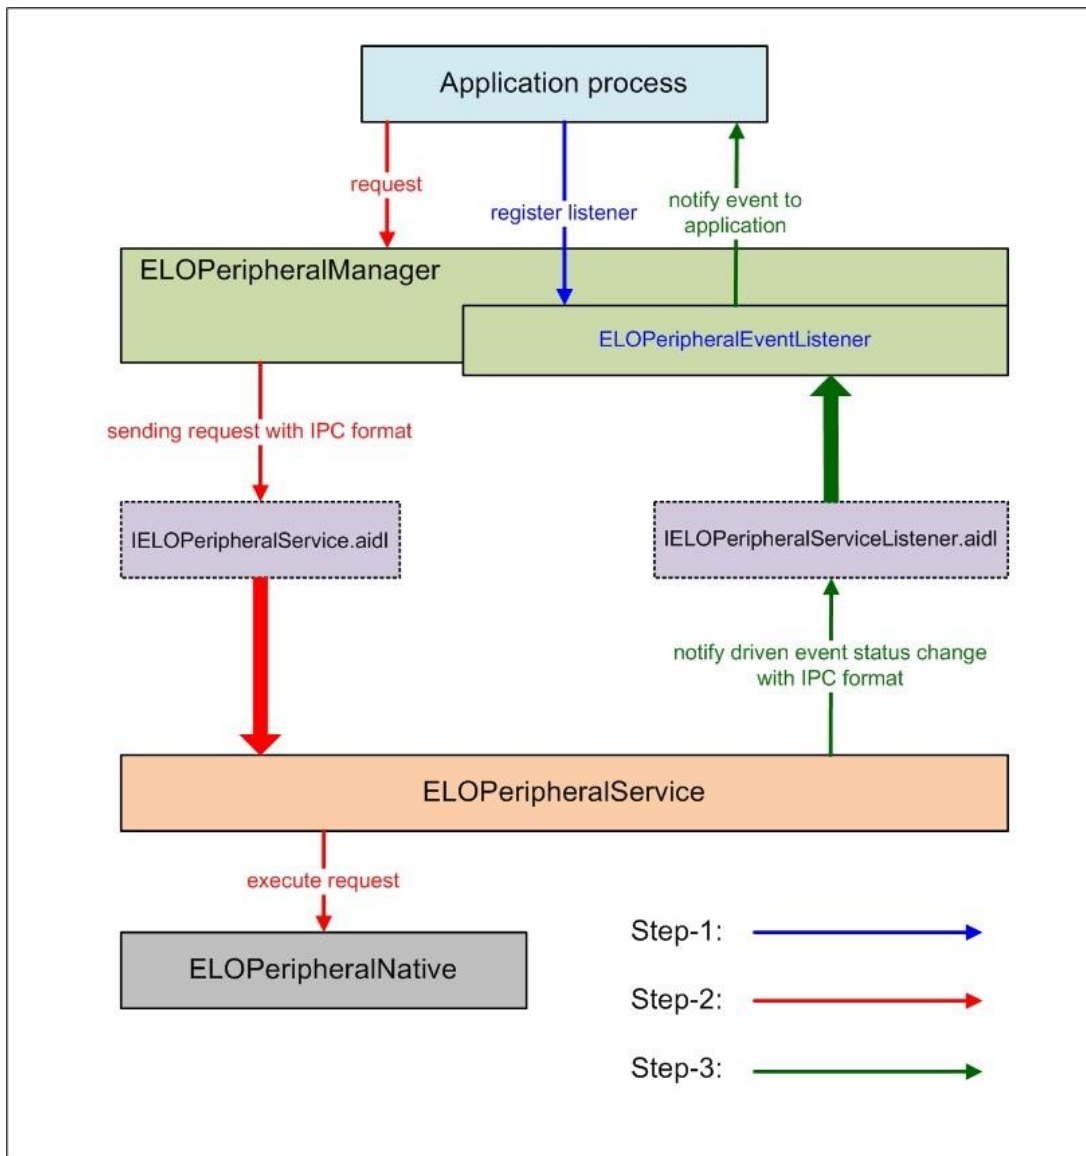 Application process
request
register listener
notify event to
application
ELOPeripheralManager
ELOPeripheralEventListener
sending request with IPC format
IELOPeripheralService.aidl
IELOPeripheralServiceListener.aidl
notify driven event status change
with IPC format
ELOPeripheralService
execute request
ELOPeripheralNative
Step-1:
Step-2:
Step-3: